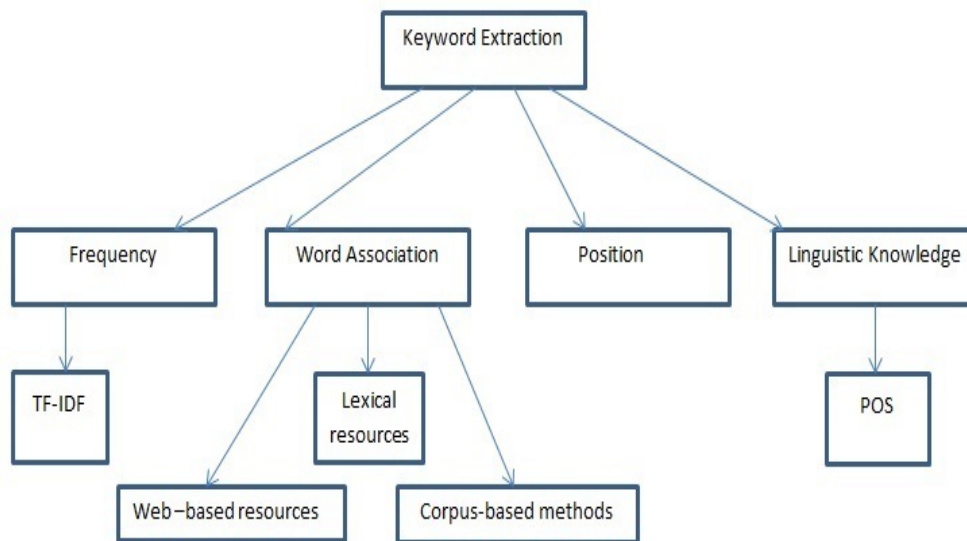 Keyword Extraction
Frequency
Word Association
Position
Linguistic Knowledge
TF-IDF
Lexical
resources
POS
Web –based resources
Corpus-based methods